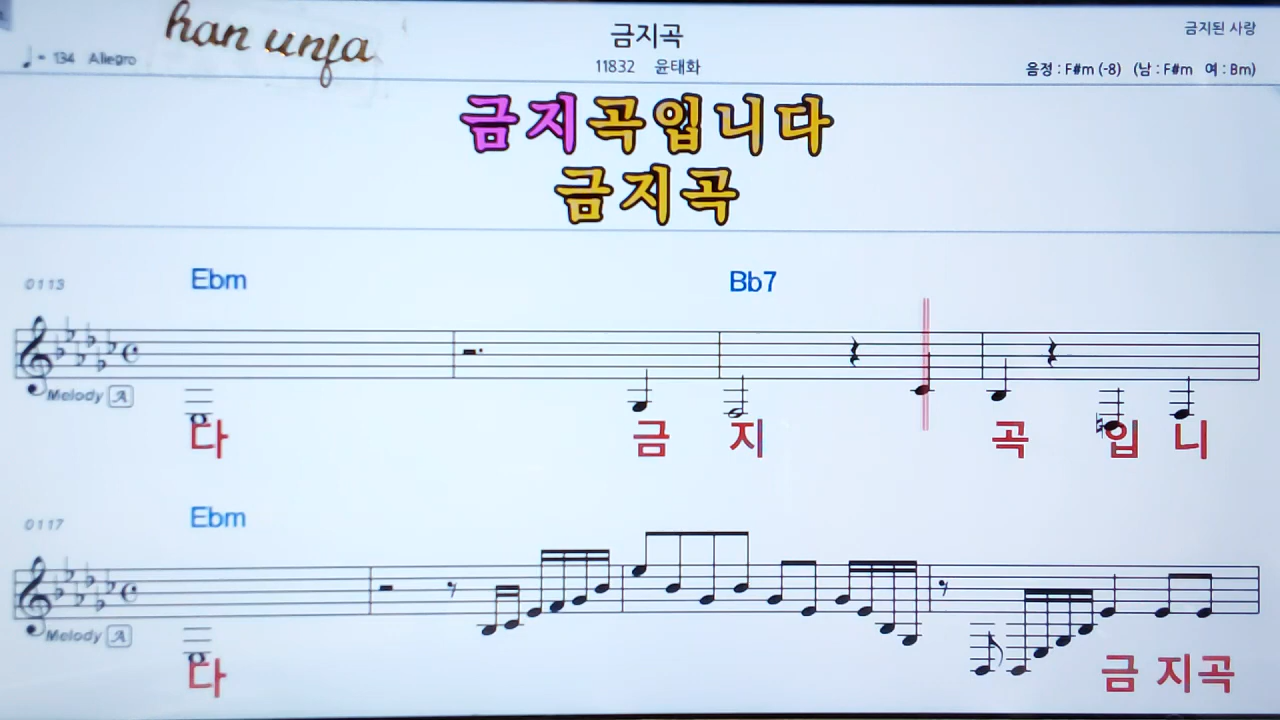 han unfa
금지곡
금지된 사랑
♩= 134 Allegro
11832 윤태화
음정 : F#m (-8) (남 : F#m 여 : Bm)
금지곡입니다
금지곡
0113 Ebm Bb7
Melody A
다 금 지 곡 입 니
0117 Ebm
Melody A
다 금 지곡